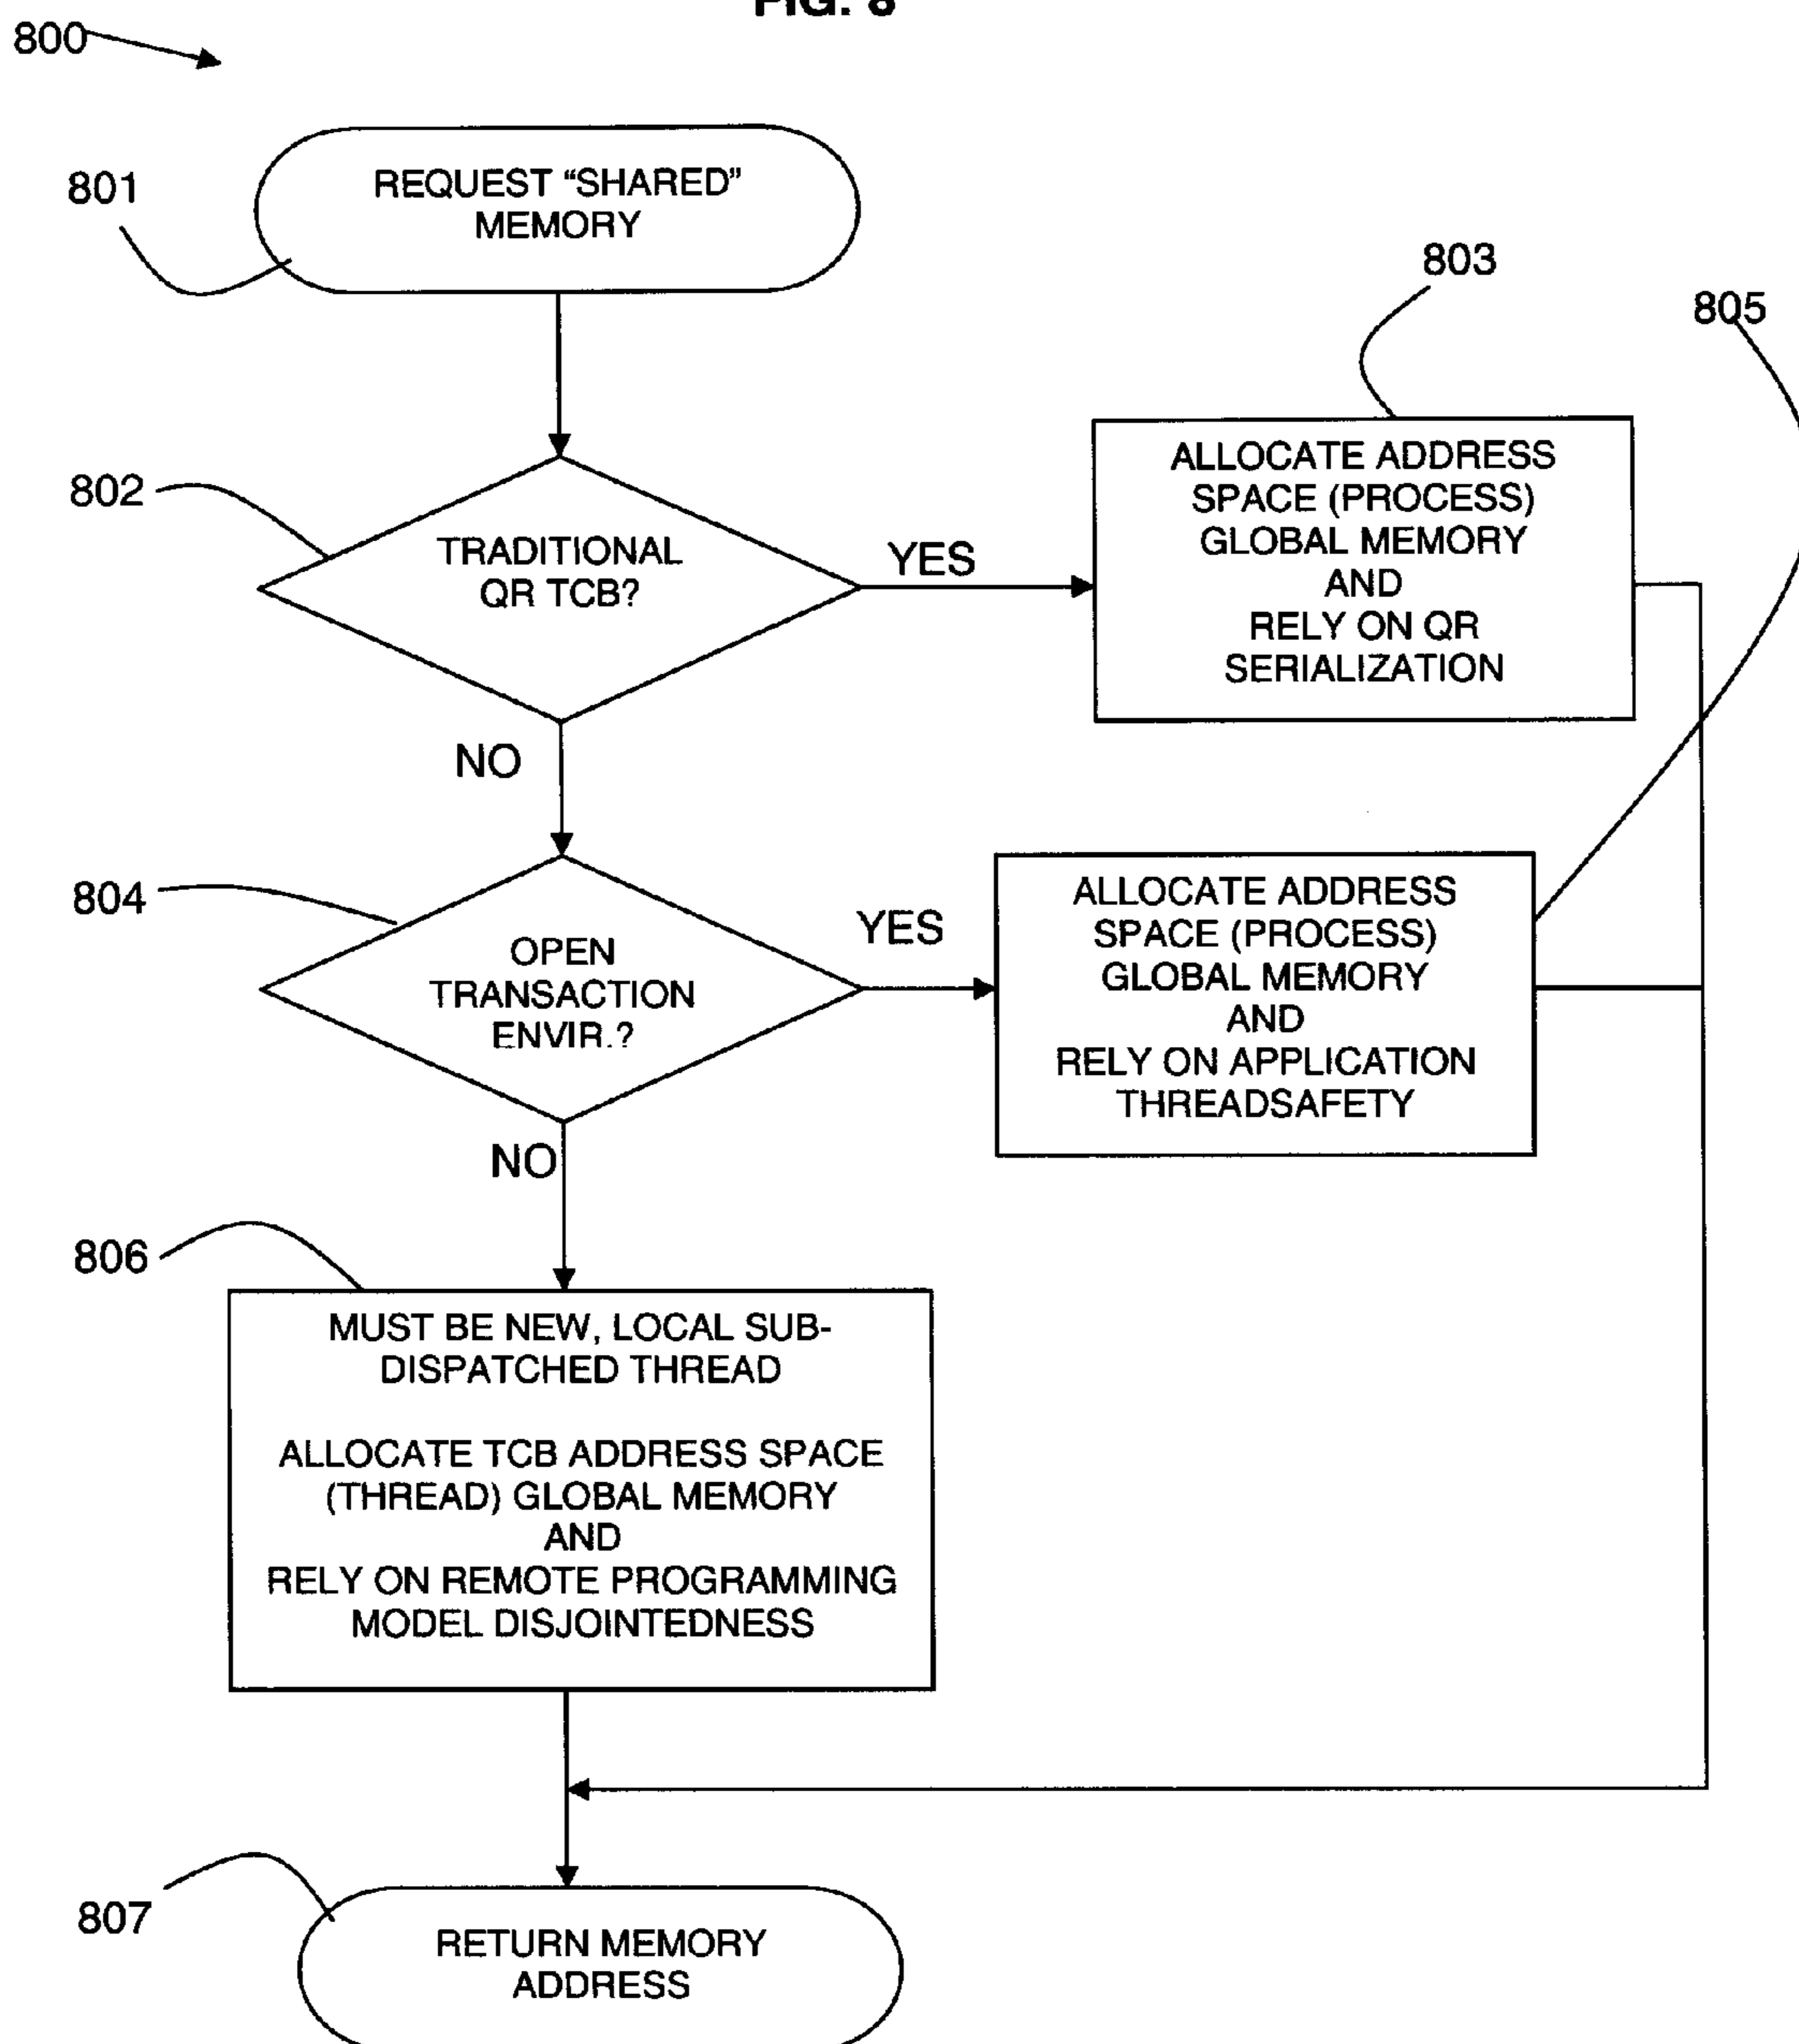 FIG. 8
800
801
REQUEST “SHARED”
MEMORY
803
805
802
TRADITIONAL
QR TCB?
YES
ALLOCATE ADDRESS
SPACE (PROCESS)
GLOBAL MEMORY
AND
RELY ON QR
SERIALIZATION
NO
804
OPEN
TRANSACTION
ENVIR.?
YES
ALLOCATE ADDRESS
SPACE (PROCESS)
GLOBAL MEMORY
AND
RELY ON APPLICATION
THREADSAFETY
NO
806
MUST BE NEW, LOCAL SUB-
DISPATCHED THREAD
ALLOCATE TCB ADDRESS SPACE
(THREAD) GLOBAL MEMORY
AND
RELY ON REMOTE PROGRAMMING
MODEL DISJOINTEDNESS
807
RETURN MEMORY
ADDRESS